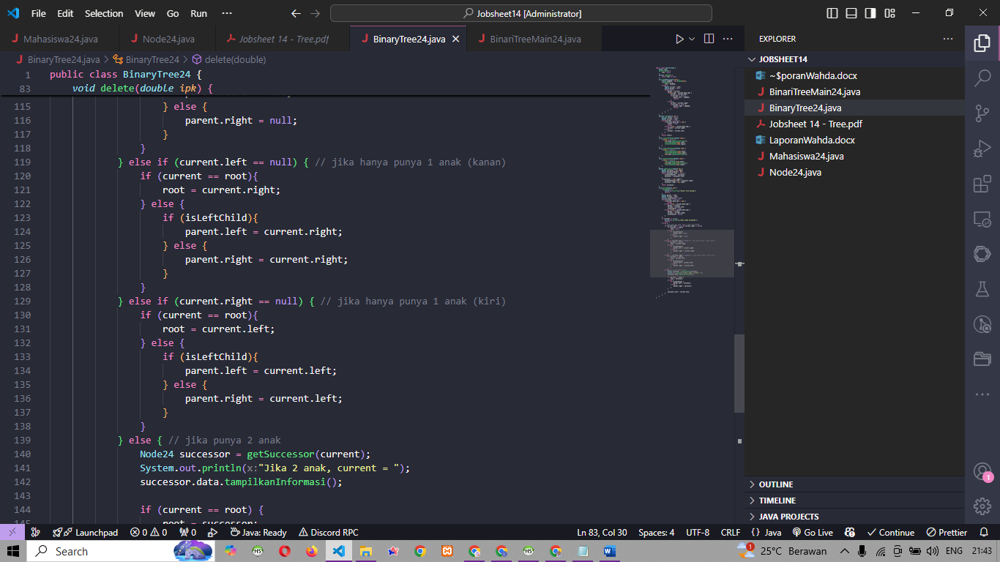 File Edit Selection View Go Run ··· Jobsheet14 [Administrator]
Mahasiswa24.java Node24.java Jobsheet 14 - Tree.pdf BinaryTree24.java BinariTreeMain24.java
BinaryTree24.java > BinaryTree24 > delete(double)
1 public class BinaryTree24 {
83 void delete(double ipk) {
115 } else {
116 parent.right = null;
117 }
118 }
119 } else if (current.left == null) { // jika hanya punya 1 anak (kanan)
120 if (current == root){
121 root = current.right;
122 } else {
123 if (isLeftChild){
124 parent.left = current.right;
125 } else {
126 parent.right = current.right;
127 }
128 }
129 } else if (current.right == null) { // jika hanya punya 1 anak (kiri)
130 if (current == root){
131 root = current.left;
132 } else {
133 if (isLeftChild){
134 parent.left = current.left;
135 } else {
136 parent.right = current.left;
137 }
138 }
139 } else { // jika punya 2 anak
140 Node24 successor = getSuccessor(current);
141 System.out.println(x:"Jika 2 anak, current = ");
142 successor.data.tampilkanInformasi();
143
144 if (current == root) {
145 root = successor;
EXPLORER
JOBSHEET14
~$poranWahda.docx
BinariTreeMain24.java
BinaryTree24.java
Jobsheet 14 - Tree.pdf
LaporanWahda.docx
Mahasiswa24.java
Node24.java
OUTLINE
TIMELINE
JAVA PROJECTS
1
Launchpad 0 0 0 Java: Ready Discord RPC Ln 83, Col 30 Spaces: 4 UTF-8 CRLF {} Java Go Live Continue Prettier
Search 1 25°C Berawan ENG 21:43